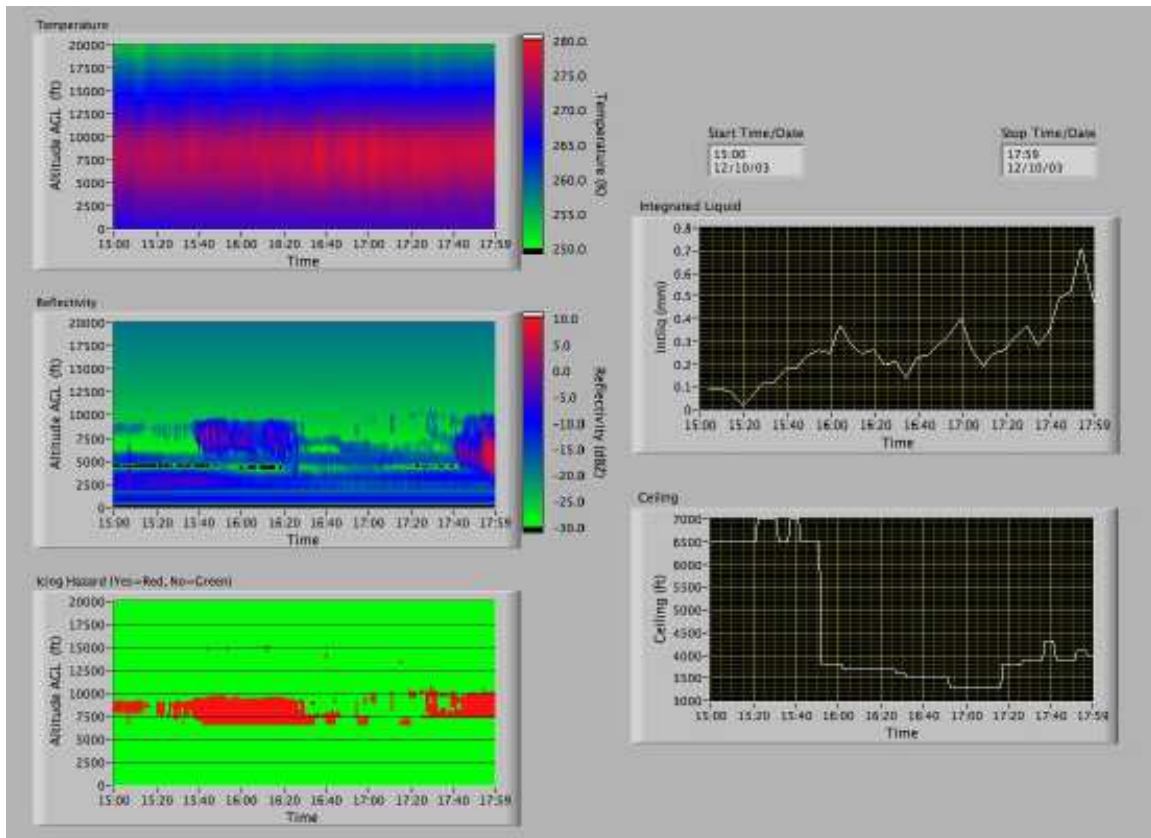 Temperature
20000
17500
15000
12500
10000
7500
5000
2500
0
Altitude AGL (ft)
15:00 15:20 15:40 16:00 16:20 16:40 17:00 17:20 17:40 17:59
Time
280.0
275.0
270.0
265.0
260.0
255.0
250.0
Temperature (K)
Reflectivity
20000
17500
15000
12500
10000
7500
5000
2500
0
Altitude AGL (ft)
15:00 15:20 15:40 16:00 16:20 16:40 17:00 17:20 17:40 17:59
Time
10.0
5.0
0.0
-5.0
-10.0
-15.0
-20.0
-25.0
-30.0
Reflectivity (dBZ)
Icing Hazard (Yes=Red, No=Green)
20000
17500
15000
12500
10000
7500
5000
2500
0
Altitude AGL (ft)
15:00 15:20 15:40 16:00 16:20 16:40 17:00 17:20 17:40 17:59
Time
Start Time/Date
15:00
12/10/03
Stop Time/Date
17:59
12/10/03
Integrated Liquid
0.8
0.7
0.6
0.5
0.4
0.3
0.2
0.1
0
IntLiq (mm)
15:00 15:20 15:40 16:00 16:20 16:40 17:00 17:20 17:40 17:59
Time
Ceiling
7000
6500
5000
4500
4000
3000
Ceiling (ft)
15:00 15:20 15:40 16:00 16:20 16:40 17:00 17:20 17:40 17:59
Time